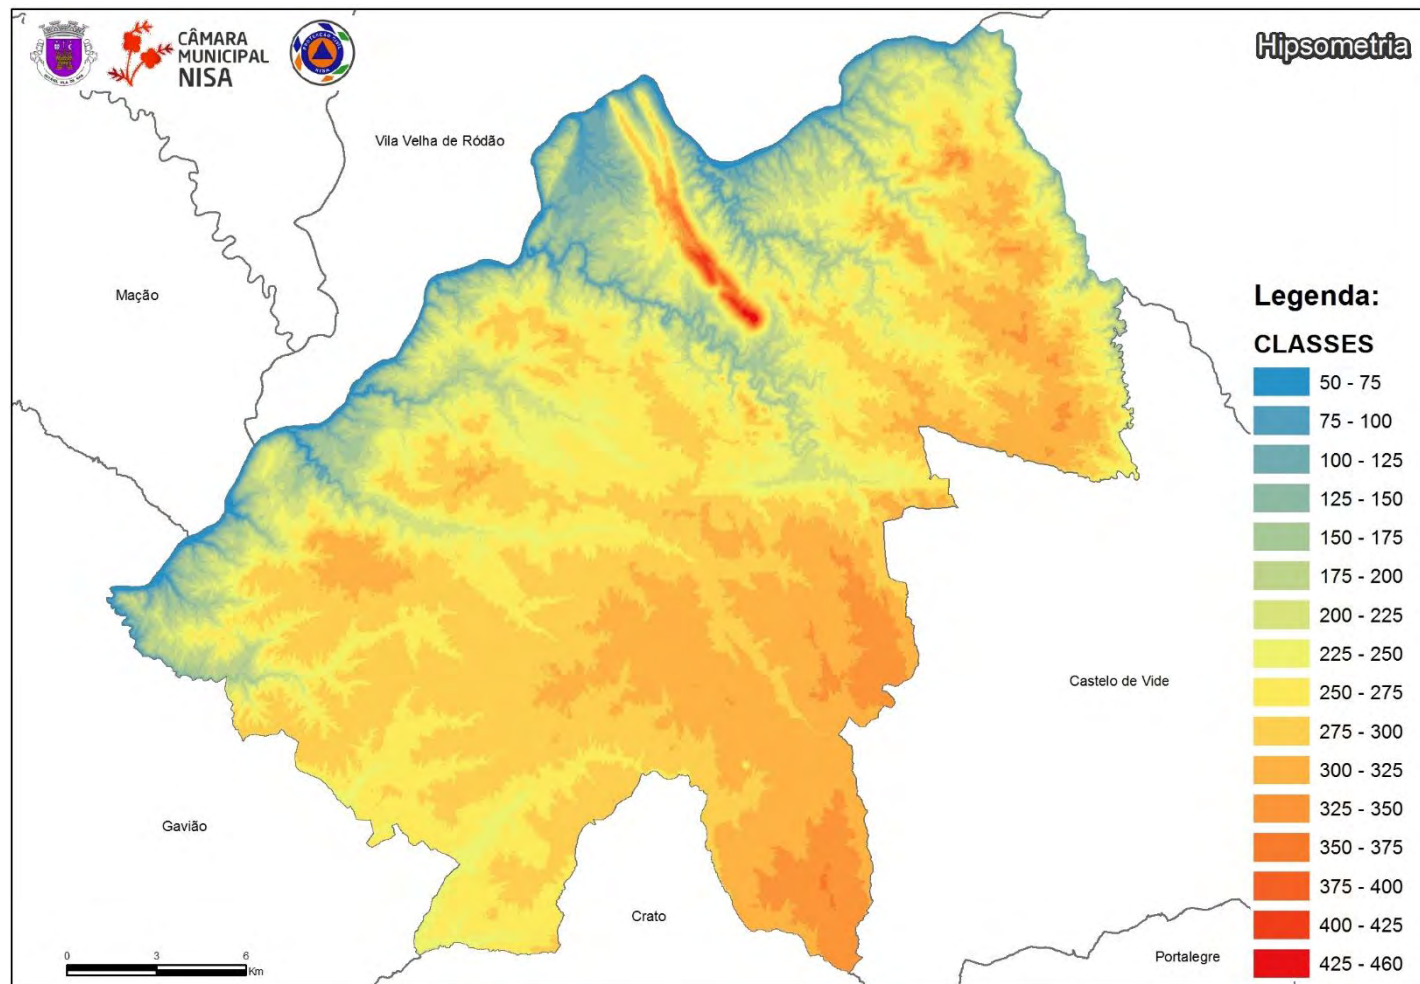 CÂMARA
MUNICIPAL
NISA
Hipsometria
Vila Velha de Ródão
Mação
Gavião
Crato
Castelo de Vide
Portalegre
Legenda:
CLASSES
50 - 75
75 - 100
100 - 125
125 - 150
150 - 175
175 - 200
200 - 225
225 - 250
250 - 275
275 - 300
300 - 325
325 - 350
350 - 375
375 - 400
400 - 425
425 - 460
0 3 6
Km